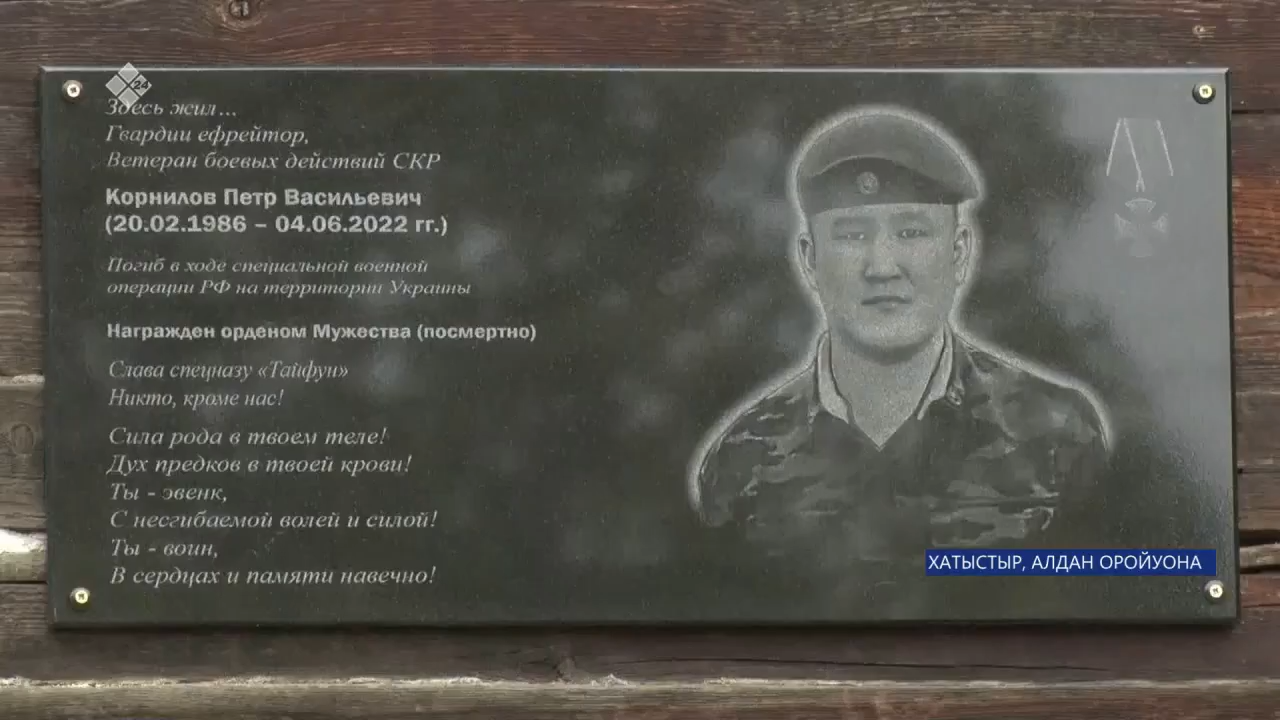 24
Здесь жил...
Гвардии ефрейтор,
Ветеран боевых действий СКР
Корнилов Петр Васильевич
(20.02.1986 – 04.06.2022 гг.)
Погиб в ходе специальной военной
операции РФ на территории Украины
Награжден орденом Мужества (посмертно)
Слава спецназу «Тайфун»
Никто, кроме нас!
Сила рода в твоем теле!
Дух предков в твоей крови!
Ты - эвенк,
С несгибаемой волей и силой!
Ты - воин,
В сердцах и памяти навечно!
ХАТЫСТЫР, АЛДАН ОРОЙУОНА